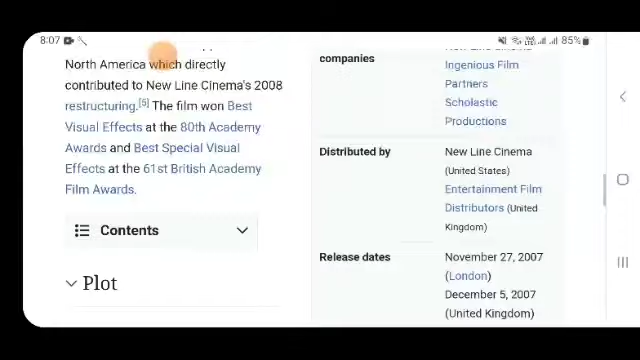 8:07
85%
North America which directly
contributed to New Line Cinema's 2008
restructuring.[5] The film won Best
Visual Effects at the 80th Academy
Awards and Best Special Visual
Effects at the 61st British Academy
Film Awards.
Contents
Plot
companies
Ingenious Film
Partners
Scholastic
Productions
Distributed by
New Line Cinema
(United States)
Entertainment Film
Distributors (United
Kingdom)
Release dates
November 27, 2007
(London)
December 5, 2007
(United Kingdom)